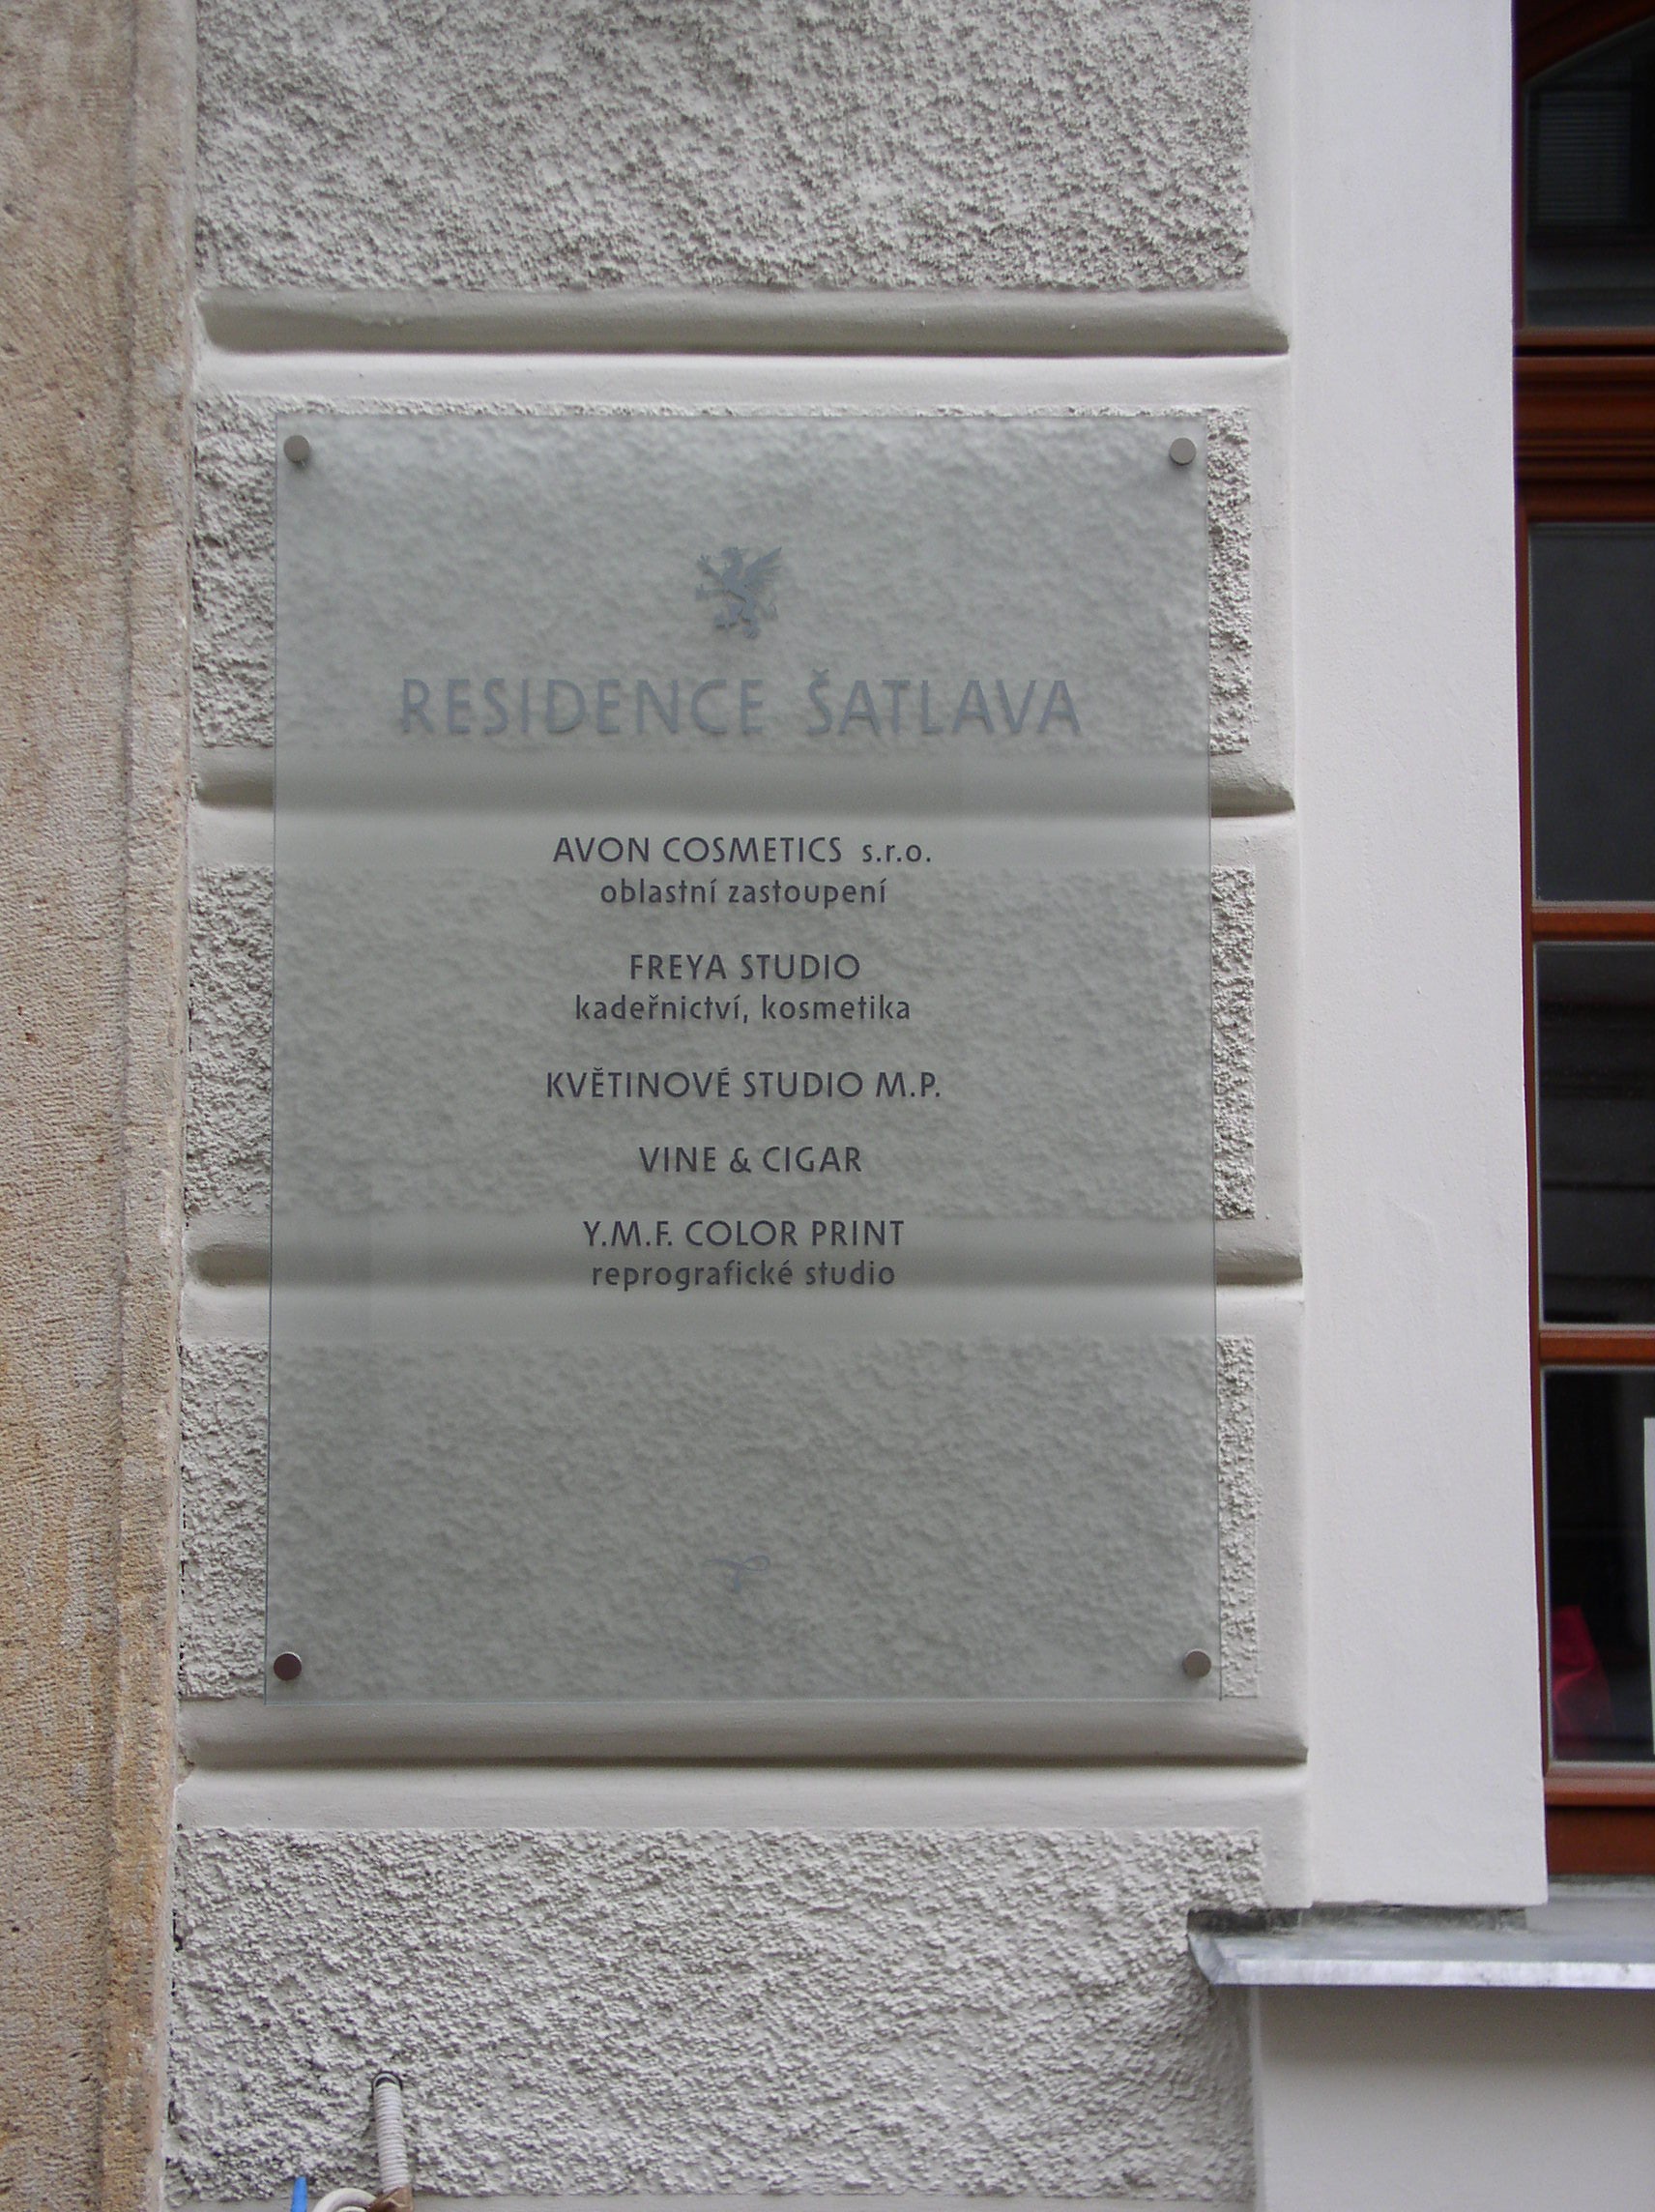 RESIDENCE ŠATLAVA
AVON COSMETICS s.r.o.
oblastní zastoupení
FREYA STUDIO
kadeřnictví, kosmetika
KVĚTINOVÉ STUDIO M.P.
VINE & CIGAR
Y.M.F. COLOR PRINT
reprografické studio